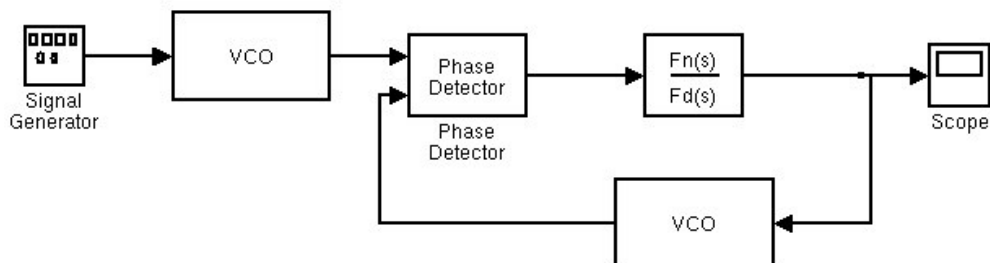 VCO
Phase
Detector
Fn(s)
Fd(s)
Signal
Generator
Phase
Detector
Scope
VCO